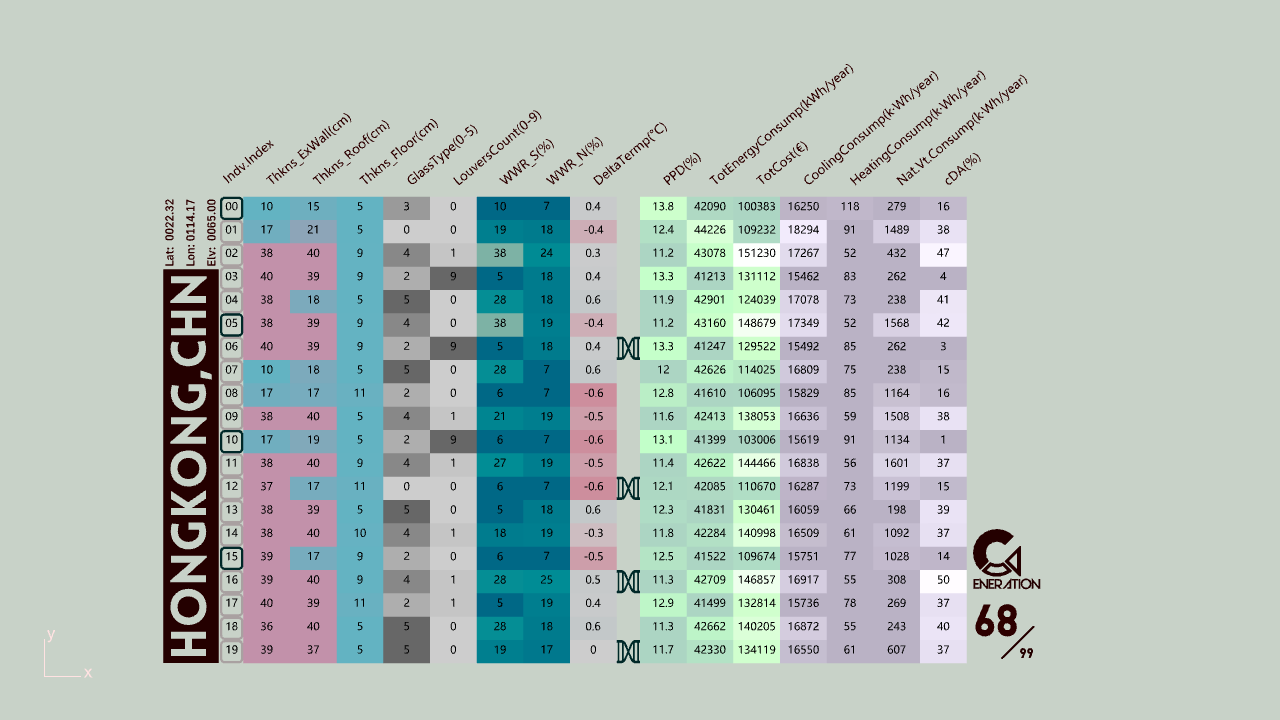 Indv.Index Thkns_ExWall(cm) Thkns_Roof(cm) Thkns_Floor(cm) GlassType(0-5) LouversCount(0-9) WWR_S(%) WWR_N(%) DeltaTermp(°C) PPD(%) TotEnergyConsump(kWh/year) TotCost(€) CoolingConsump(k·Wh/year) HeatingConsump(k·Wh/year) Nat.Vt.Consump(k·Wh/year) cDA(%)
Lat: 0022.32
Lon: 0114.17
Elv: 0065.00
HONGKONG,CHN
00 10 15 5 3 0 10 7 0.4 13.8 42090 100383 16250 118 279 16
01 17 21 5 0 0 19 18 -0.4 12.4 44226 109232 18294 91 1489 38
02 38 40 9 4 1 38 24 0.3 11.2 43078 151230 17267 52 432 47
03 40 39 9 2 9 5 18 0.4 13.3 41213 131112 15462 83 262 4
04 38 18 9 5 0 28 18 0.6 11.9 42901 124039 17078 73 238 41
05 38 39 9 4 0 38 19 -0.4 11.2 43160 148679 17349 52 1568 42
06 40 39 9 2 9 5 18 0.4 13.3 41247 129522 15492 85 262 3
07 10 18 5 5 0 28 7 0.6 12 42626 114025 16809 75 238 15
08 17 17 11 2 0 6 7 -0.6 12.8 41610 106095 15829 85 1164 16
09 38 40 5 4 1 21 19 -0.5 11.6 42413 138053 16636 59 1508 38
10 17 19 5 2 9 6 7 -0.6 13.1 41399 103006 15619 91 1134 1
11 38 40 9 4 1 27 19 -0.5 11.4 42622 144466 16838 56 1601 37
12 37 17 11 0 0 6 7 -0.6 12.1 42085 110670 16287 73 1199 15
13 38 39 5 5 0 5 18 0.6 12.3 41831 130461 16059 66 198 39
14 38 40 10 4 1 18 19 -0.3 11.8 42284 140998 16509 61 1092 37
15 39 17 9 2 0 6 7 -0.5 12.5 41522 109674 15751 77 1028 14
16 39 40 9 4 1 28 25 0.5 11.3 42709 146857 16917 55 308 50
17 40 39 11 2 1 5 19 0.4 12.9 41499 132814 15736 78 269 37
18 36 40 5 5 0 28 18 0.6 11.3 42662 140205 16872 55 243 40
19 39 37 5 5 0 19 17 0 11.7 42330 134119 16550 61 607 37
GENERATION
68/99
y
x